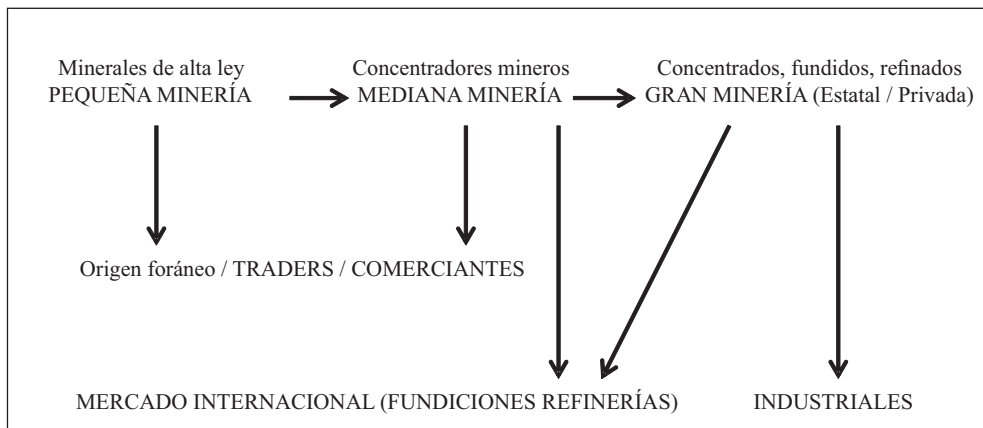 Minerales de alta ley
PEQUEÑA MINERÍA
Concentradores mineros
MEDIANA MINERÍA
Concentrados, fundidos, refinados
GRAN MINERÍA (Estatal / Privada)
Origen foráneo / TRADERS / COMERCIANTES
MERCADO INTERNACIONAL (FUNDICIONES REFINERÍAS)
INDUSTRIALES